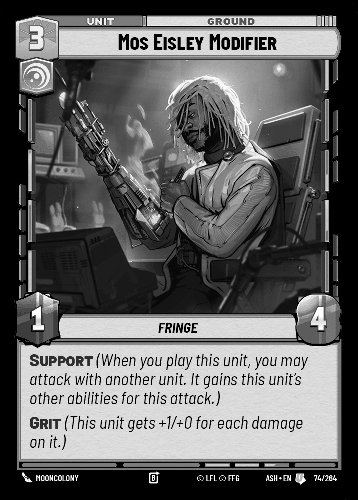 UNIT
GROUND
3
MOS EISLEY MODIFIER
1
4
FRINGE
SUPPORT (When you play this unit, you may
attack with another unit. It gains this unit's
other abilities for this attack.)
GRIT (This unit gets +1/+0 for each damage
on it.)
MOONCOLONY
© LFL © FFG
ASH • EN
74/264